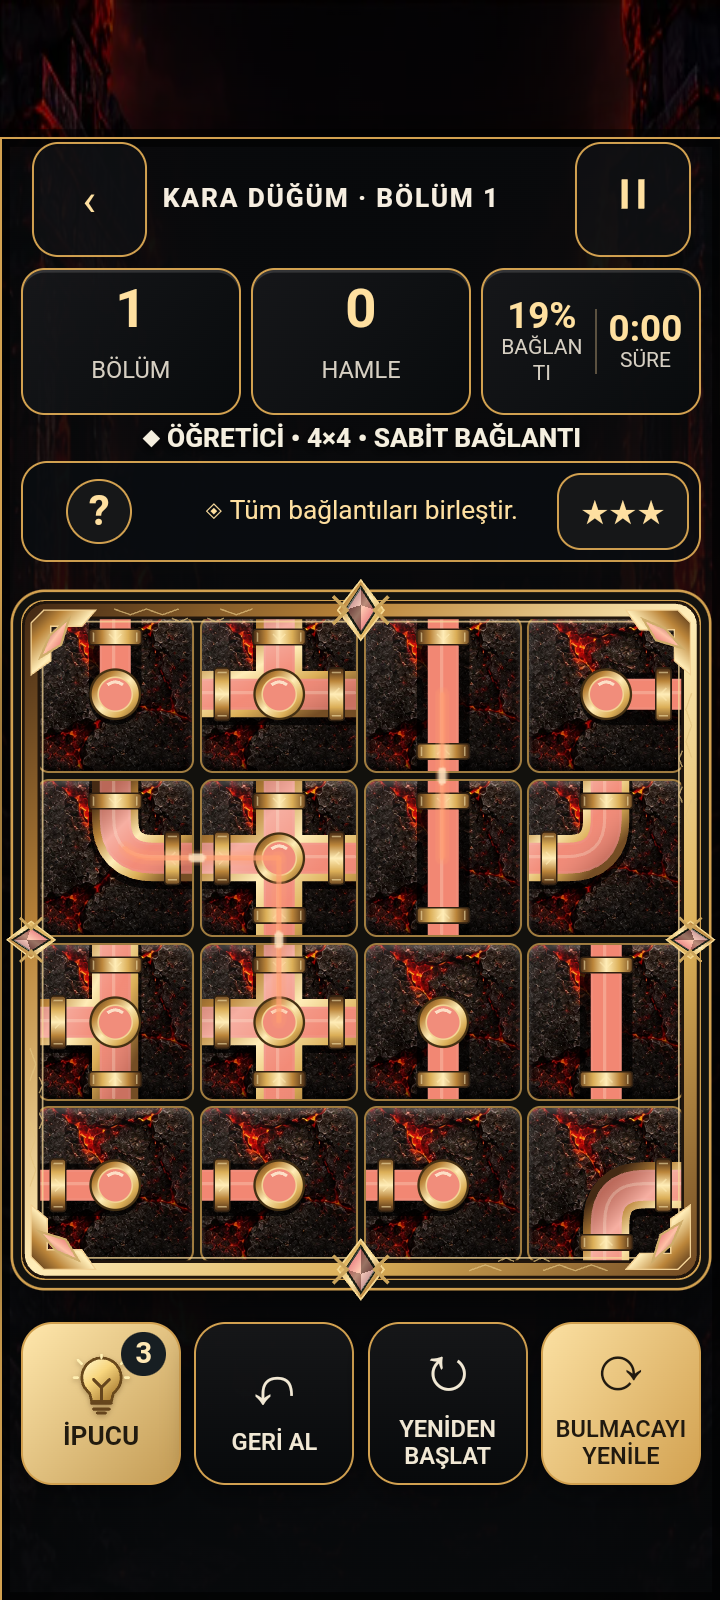 ‹
KARA DÜĞÜM · BÖLÜM 1
1
BÖLÜM
0
HAMLE
19%
BAĞLAN
TI
0:00
SÜRE
◆ ÖĞRETİCİ • 4×4 • SABİT BAĞLANTI
?
◈ Tüm bağlantıları birleştir.
★★★
3
İPUCU
GERİ AL
YENİDEN
BAŞLAT
BULMACAYI
YENİLE